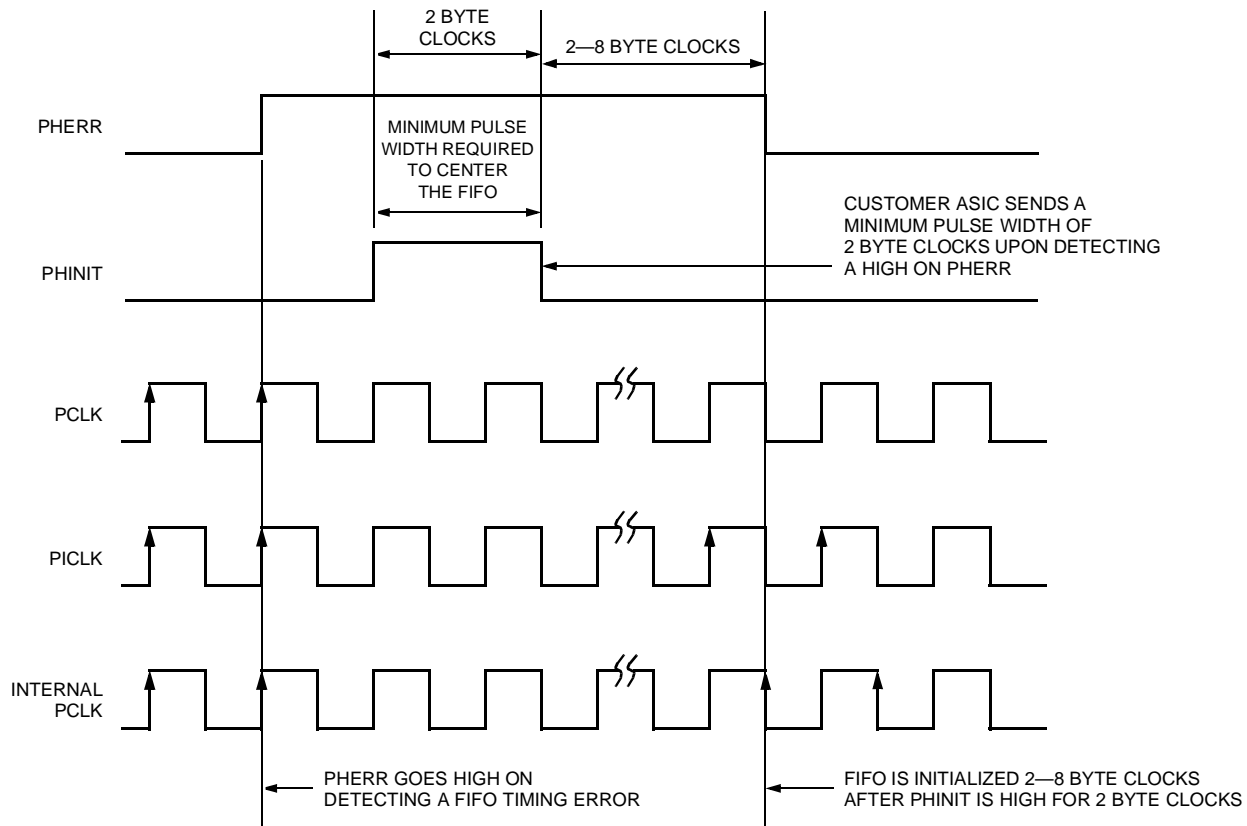 2 BYTE
CLOCKS
2—8 BYTE CLOCKS
PHERR
MINIMUM PULSE
WIDTH REQUIRED
TO CENTER
THE FIFO
CUSTOMER ASIC SENDS A
MINIMUM PULSE WIDTH OF
2 BYTE CLOCKS UPON DETECTING
A HIGH ON PHERR
PHINIT
PCLK
PICLK
INTERNAL
PCLK
PHERR GOES HIGH ON
DETECTING A FIFO TIMING ERROR
FIFO IS INITIALIZED 2—8 BYTE CLOCKS
AFTER PHINIT IS HIGH FOR 2 BYTE CLOCKS